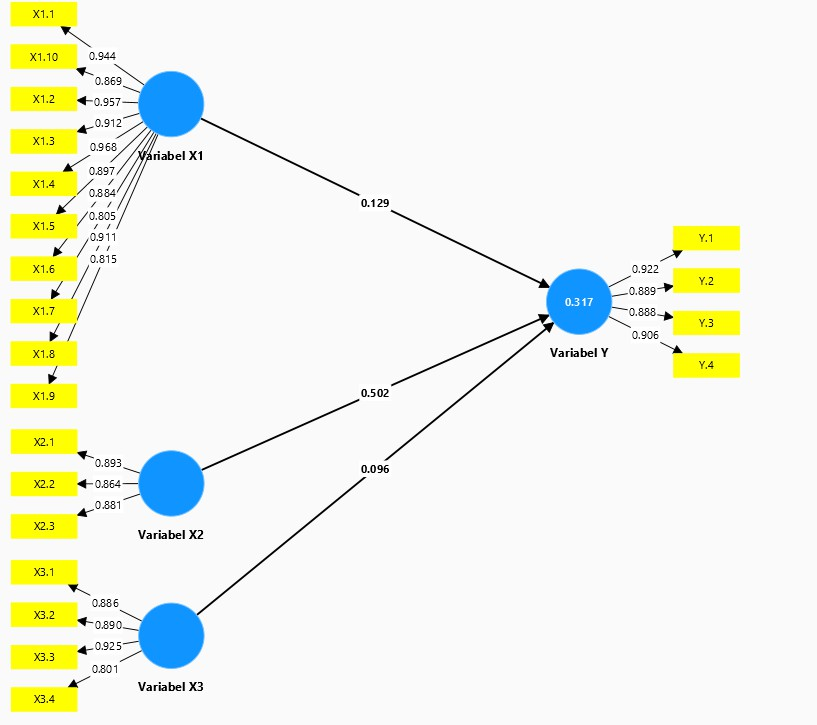 X1.1
0.944
X1.10
0.869
X1.2
0.957
X1.3
0.912
X1.4
0.968
X1.5
0.897
X1.6
0.884
X1.7
0.805
X1.8
0.911
X1.9
0.815
Variabel X1
0.129
X2.1
0.893
X2.2
0.864
X2.3
0.881
Variabel X2
0.502
X3.1
0.886
X3.2
0.890
X3.3
0.925
X3.4
0.801
Variabel X3
0.096
0.317
Variabel Y
0.922
Y.1
0.889
Y.2
0.888
Y.3
0.906
Y.4